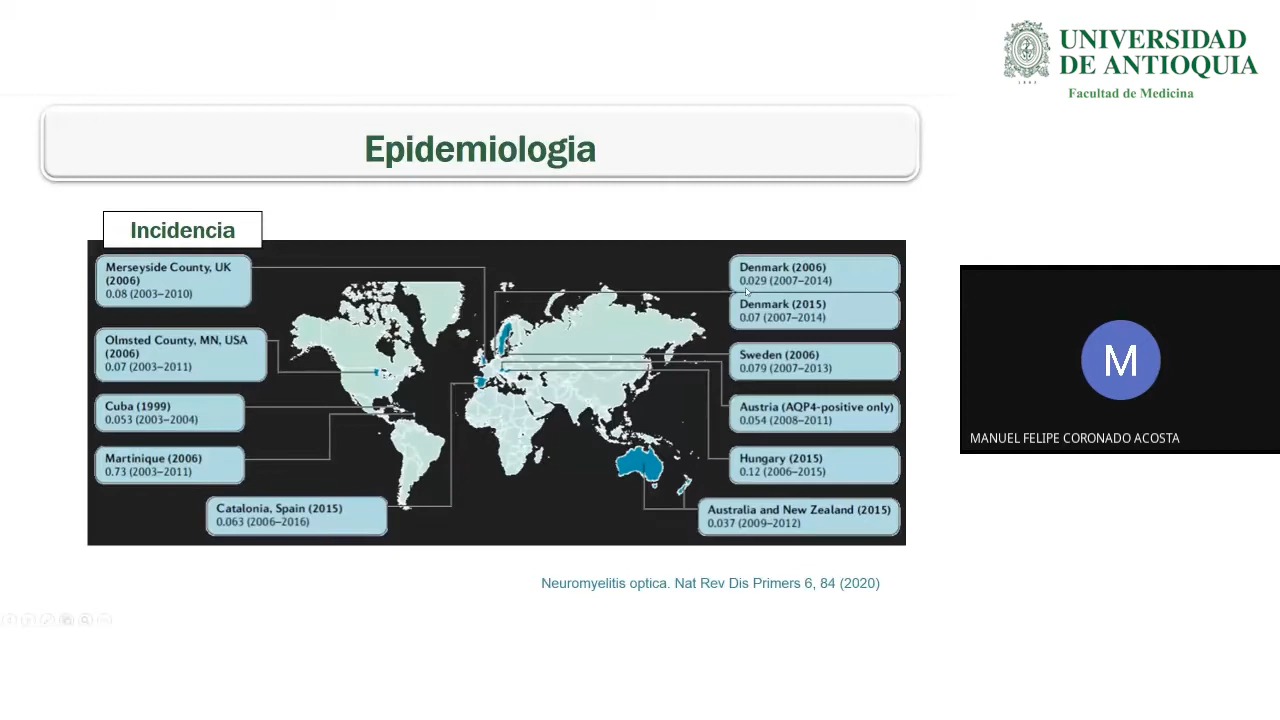 UNIVERSIDAD
DE ANTIOQUIA
Facultad de Medicina
Epidemiologia
Incidencia
Merseyside County, UK
(2006)
0.08 (2003–2010)
Olmsted County, MN, USA
(2006)
0.07 (2003–2011)
Cuba (1999)
0.053 (2003–2004)
Martinique (2006)
0.73 (2003–2011)
Catalonia, Spain (2015)
0.063 (2006–2016)
Denmark (2006)
0.029 (2007–2014)
Denmark (2015)
0.07 (2007–2014)
Sweden (2006)
0.079 (2007–2013)
Austria (AQP4-positive only)
0.054 (2008–2011)
Hungary (2015)
0.12 (2006–2015)
Australia and New Zealand (2015)
0.037 (2009–2012)
Neuromyelitis optica. Nat Rev Dis Primers 6, 84 (2020)
M
MANUEL FELIPE CORONADO ACOSTA